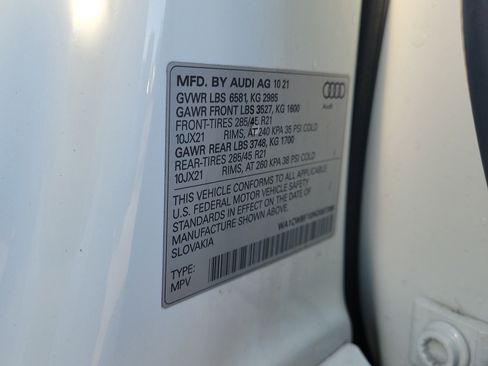 MFD. BY AUDI AG 10 21
GVWR LBS 6581, KG 2985
GAWR FRONT LBS 3527, KG 1600
FRONT-TIRES 285/45 R21
10JX21 RIMS, AT 240 KPA 35 PSI COLD
GAWR REAR LBS 3748, KG 1700
REAR-TIRES 285/45 R21
10JX21 RIMS, AT 260 KPA 38 PSI COLD
THIS VEHICLE CONFORMS TO ALL APPLICABLE
U.S. FEDERAL MOTOR VEHICLE SAFETY
STANDARDS IN EFFECT ON THE DATE OF
MANUFACTURE SHOWN ABOVE.
SLOVAKIA
TYPE:
MPV
Audi